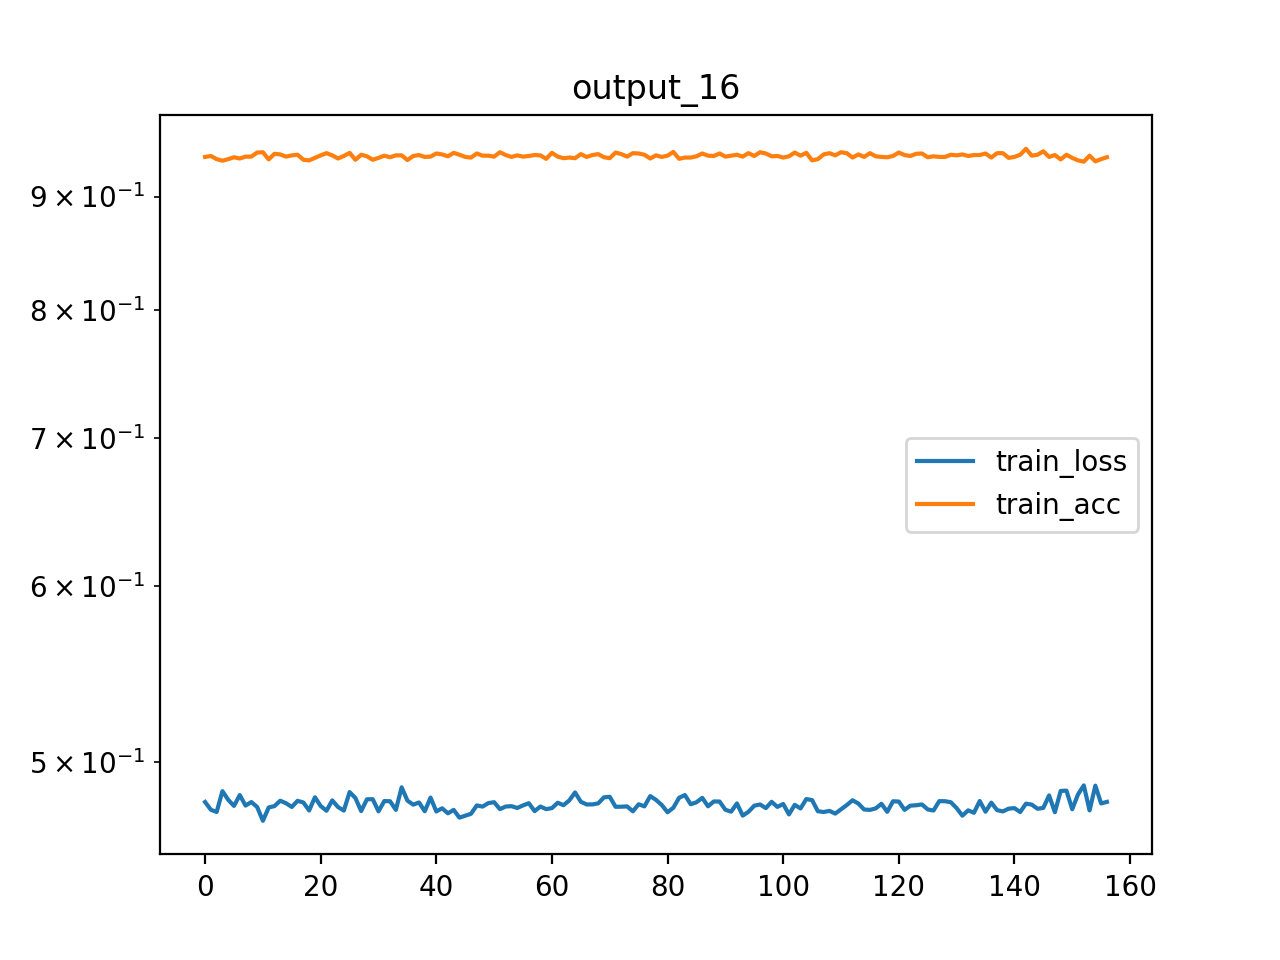 output_16
9 × 10⁻¹
8 × 10⁻¹
7 × 10⁻¹
6 × 10⁻¹
5 × 10⁻¹
train_loss
train_acc
0 20 40 60 80 100 120 140 160